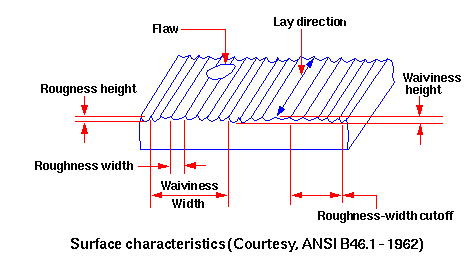 Flaw
Lay direction
Rougness height
Waiviness
height
Roughness width
Waiviness
Width
Roughness-width cutoff
Surface characteristics (Courtesy, ANSI B46.1 - 1962)